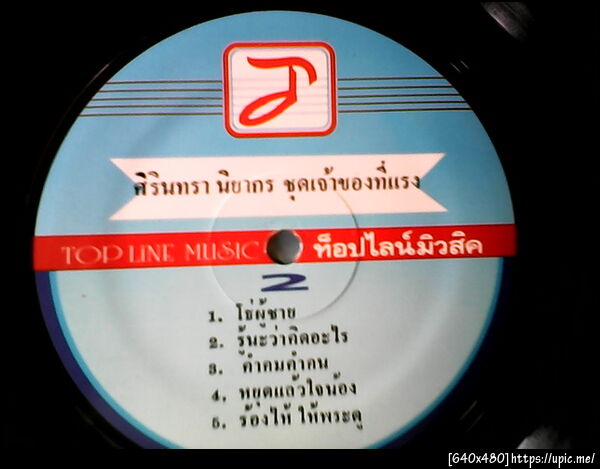 ศิรินทรา นิยากร ชุดเจ้าของที่แรง
TOP LINE MUSIC ท็อปไลน์มิวสิค
2
1. โธ่ผู้ชาย
2. รู้นะว่าคิดอะไร
3. คำคมคำคน
4. หยุดแล้วใจน้อง
5. ร้องไห้ ให้พระดู
[640x480]https://upic.me/